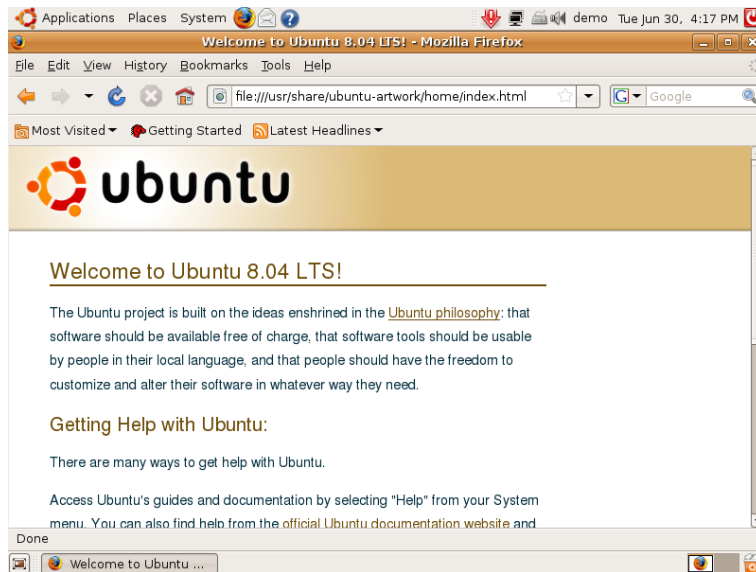 Applications Places System demo Tue Jun 30, 4:17 PM
Welcome to Ubuntu 8.04 LTS! - Mozilla Firefox
File Edit View History Bookmarks Tools Help
file:///usr/share/ubuntu-artwork/home/index.html G Google
Most Visited Getting Started Latest Headlines
ubuntu
Welcome to Ubuntu 8.04 LTS!
The Ubuntu project is built on the ideas enshrined in the Ubuntu philosophy: that
software should be available free of charge, that software tools should be usable
by people in their local language, and that people should have the freedom to
customize and alter their software in whatever way they need.
Getting Help with Ubuntu:
There are many ways to get help with Ubuntu.
Access Ubuntu's guides and documentation by selecting "Help" from your System
menu. You can also find help from the official Ubuntu documentation website and
Done
Welcome to Ubuntu ...